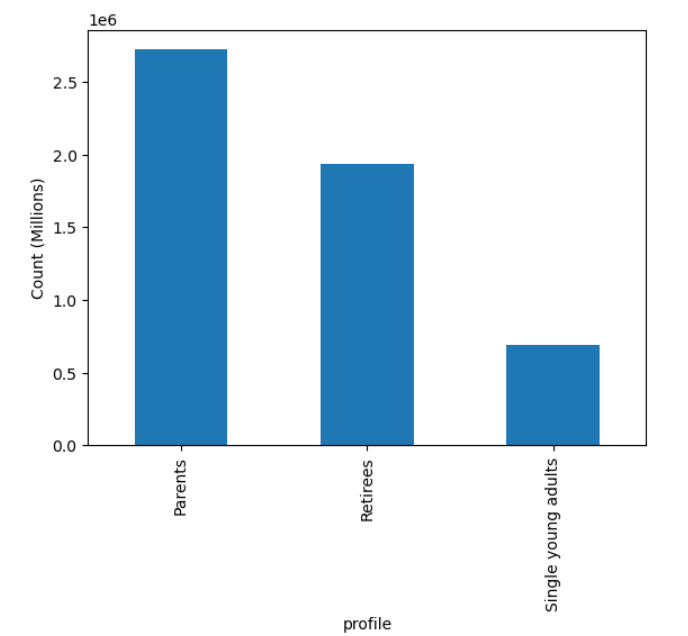 1e6
2.5
2.0
1.5
1.0
0.5
0.0
Count (Millions)
Parents
Retirees
Single young adults
profile